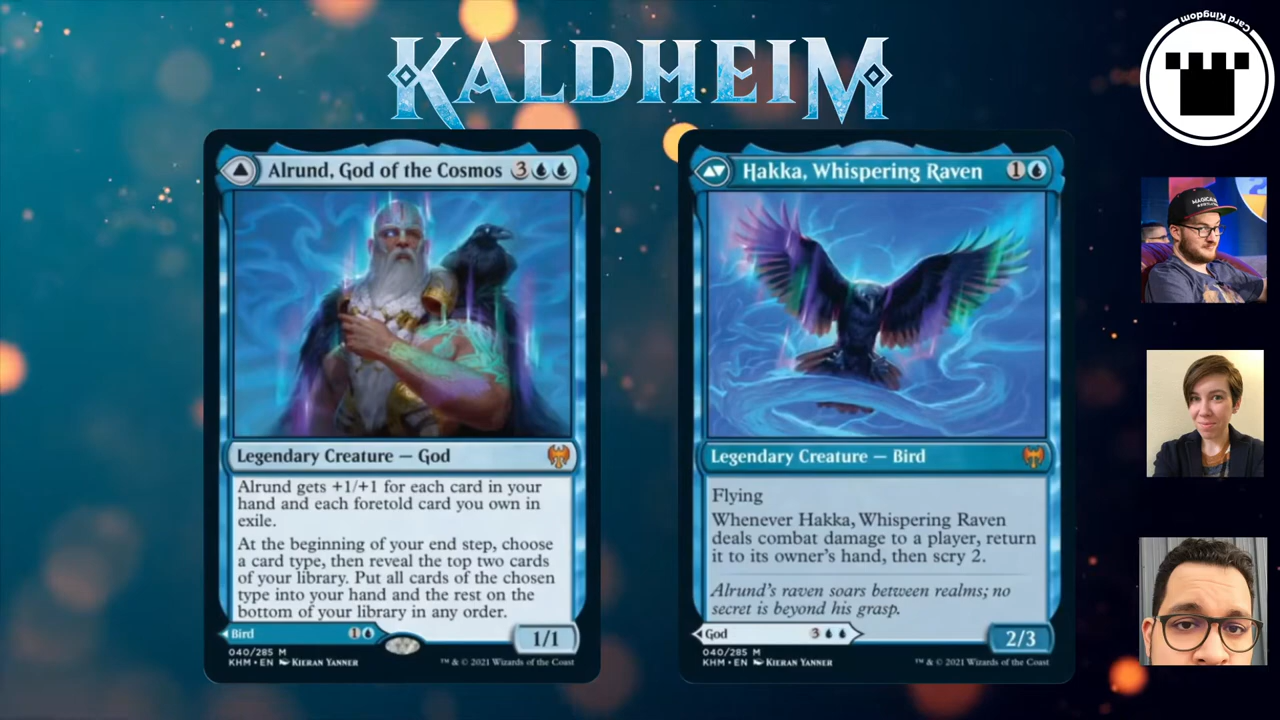 KALDHEIM
Card Kingdom
Alrund, God of the Cosmos 3
Legendary Creature — God
Alrund gets +1/+1 for each card in your
hand and each foretold card you own in
exile.
At the beginning of your end step, choose
a card type, then reveal the top two cards
of your library. Put all cards of the chosen
type into your hand and the rest on the
bottom of your library in any order.
Bird 1
1/1
040/285 M
KHM • EN KIERAN YANNER
™ & © 2021 Wizards of the Coast
Hakka, Whispering Raven 1
Legendary Creature — Bird
Flying
Whenever Hakka, Whispering Raven
deals combat damage to a player, return
it to its owner's hand, then scry 2.
Alrund's raven soars between realms; no
secret is beyond his grasp.
God 3
2/3
040/285 M
KHM • EN KIERAN YANNER
™ & © 2021 Wizards of the Coast